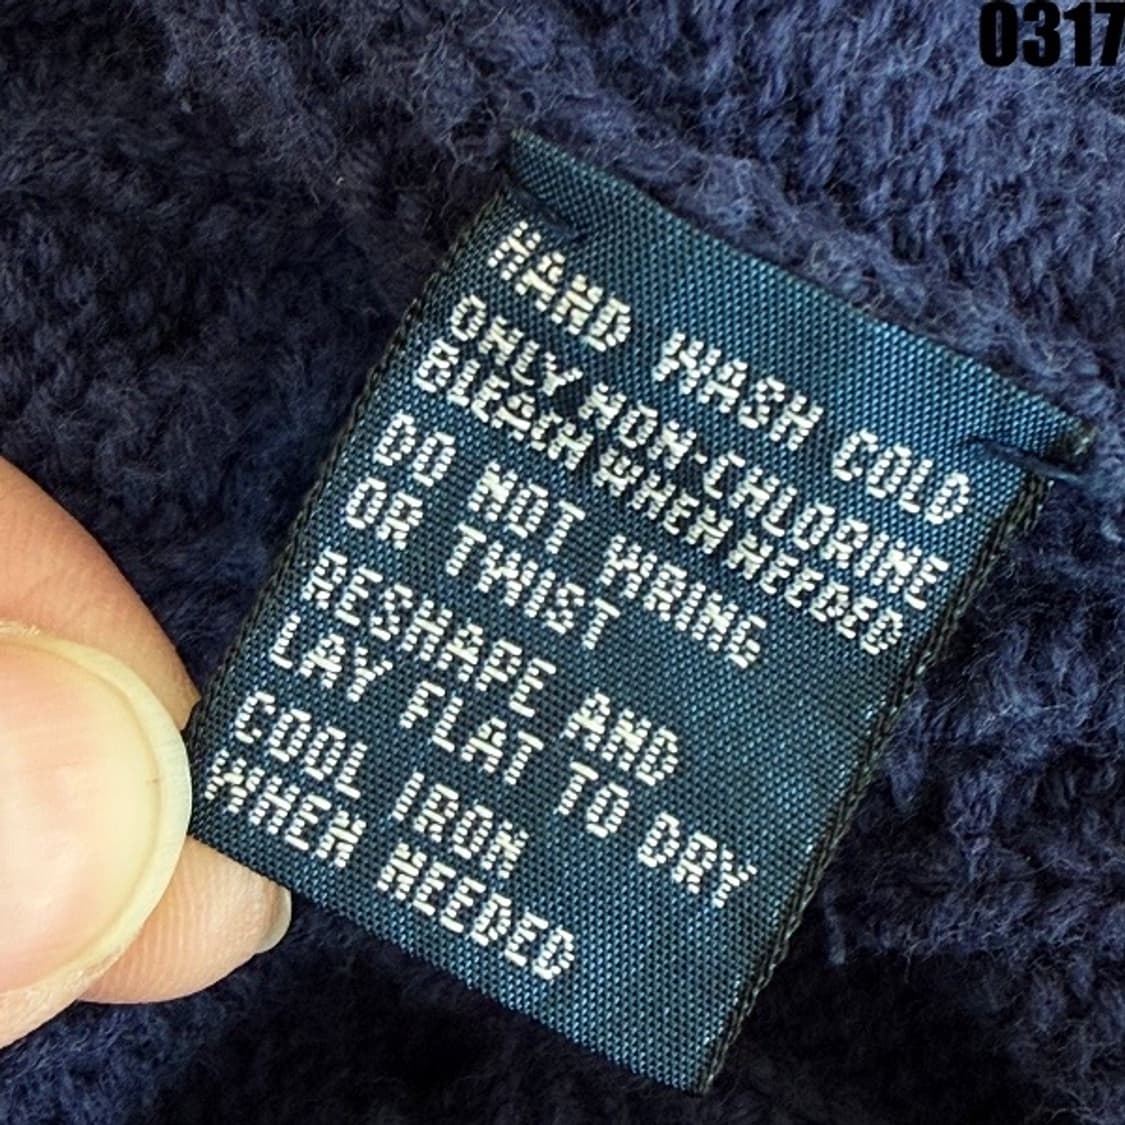 0317
HAND WASH COLD
ONLY NON-CHLORINE
BLEACH WHEN NEEDED
DO NOT WRING
OR TWIST
RESHAPE AND
LAY FLAT TO DRY
COOL IRON
WHEN NEEDED